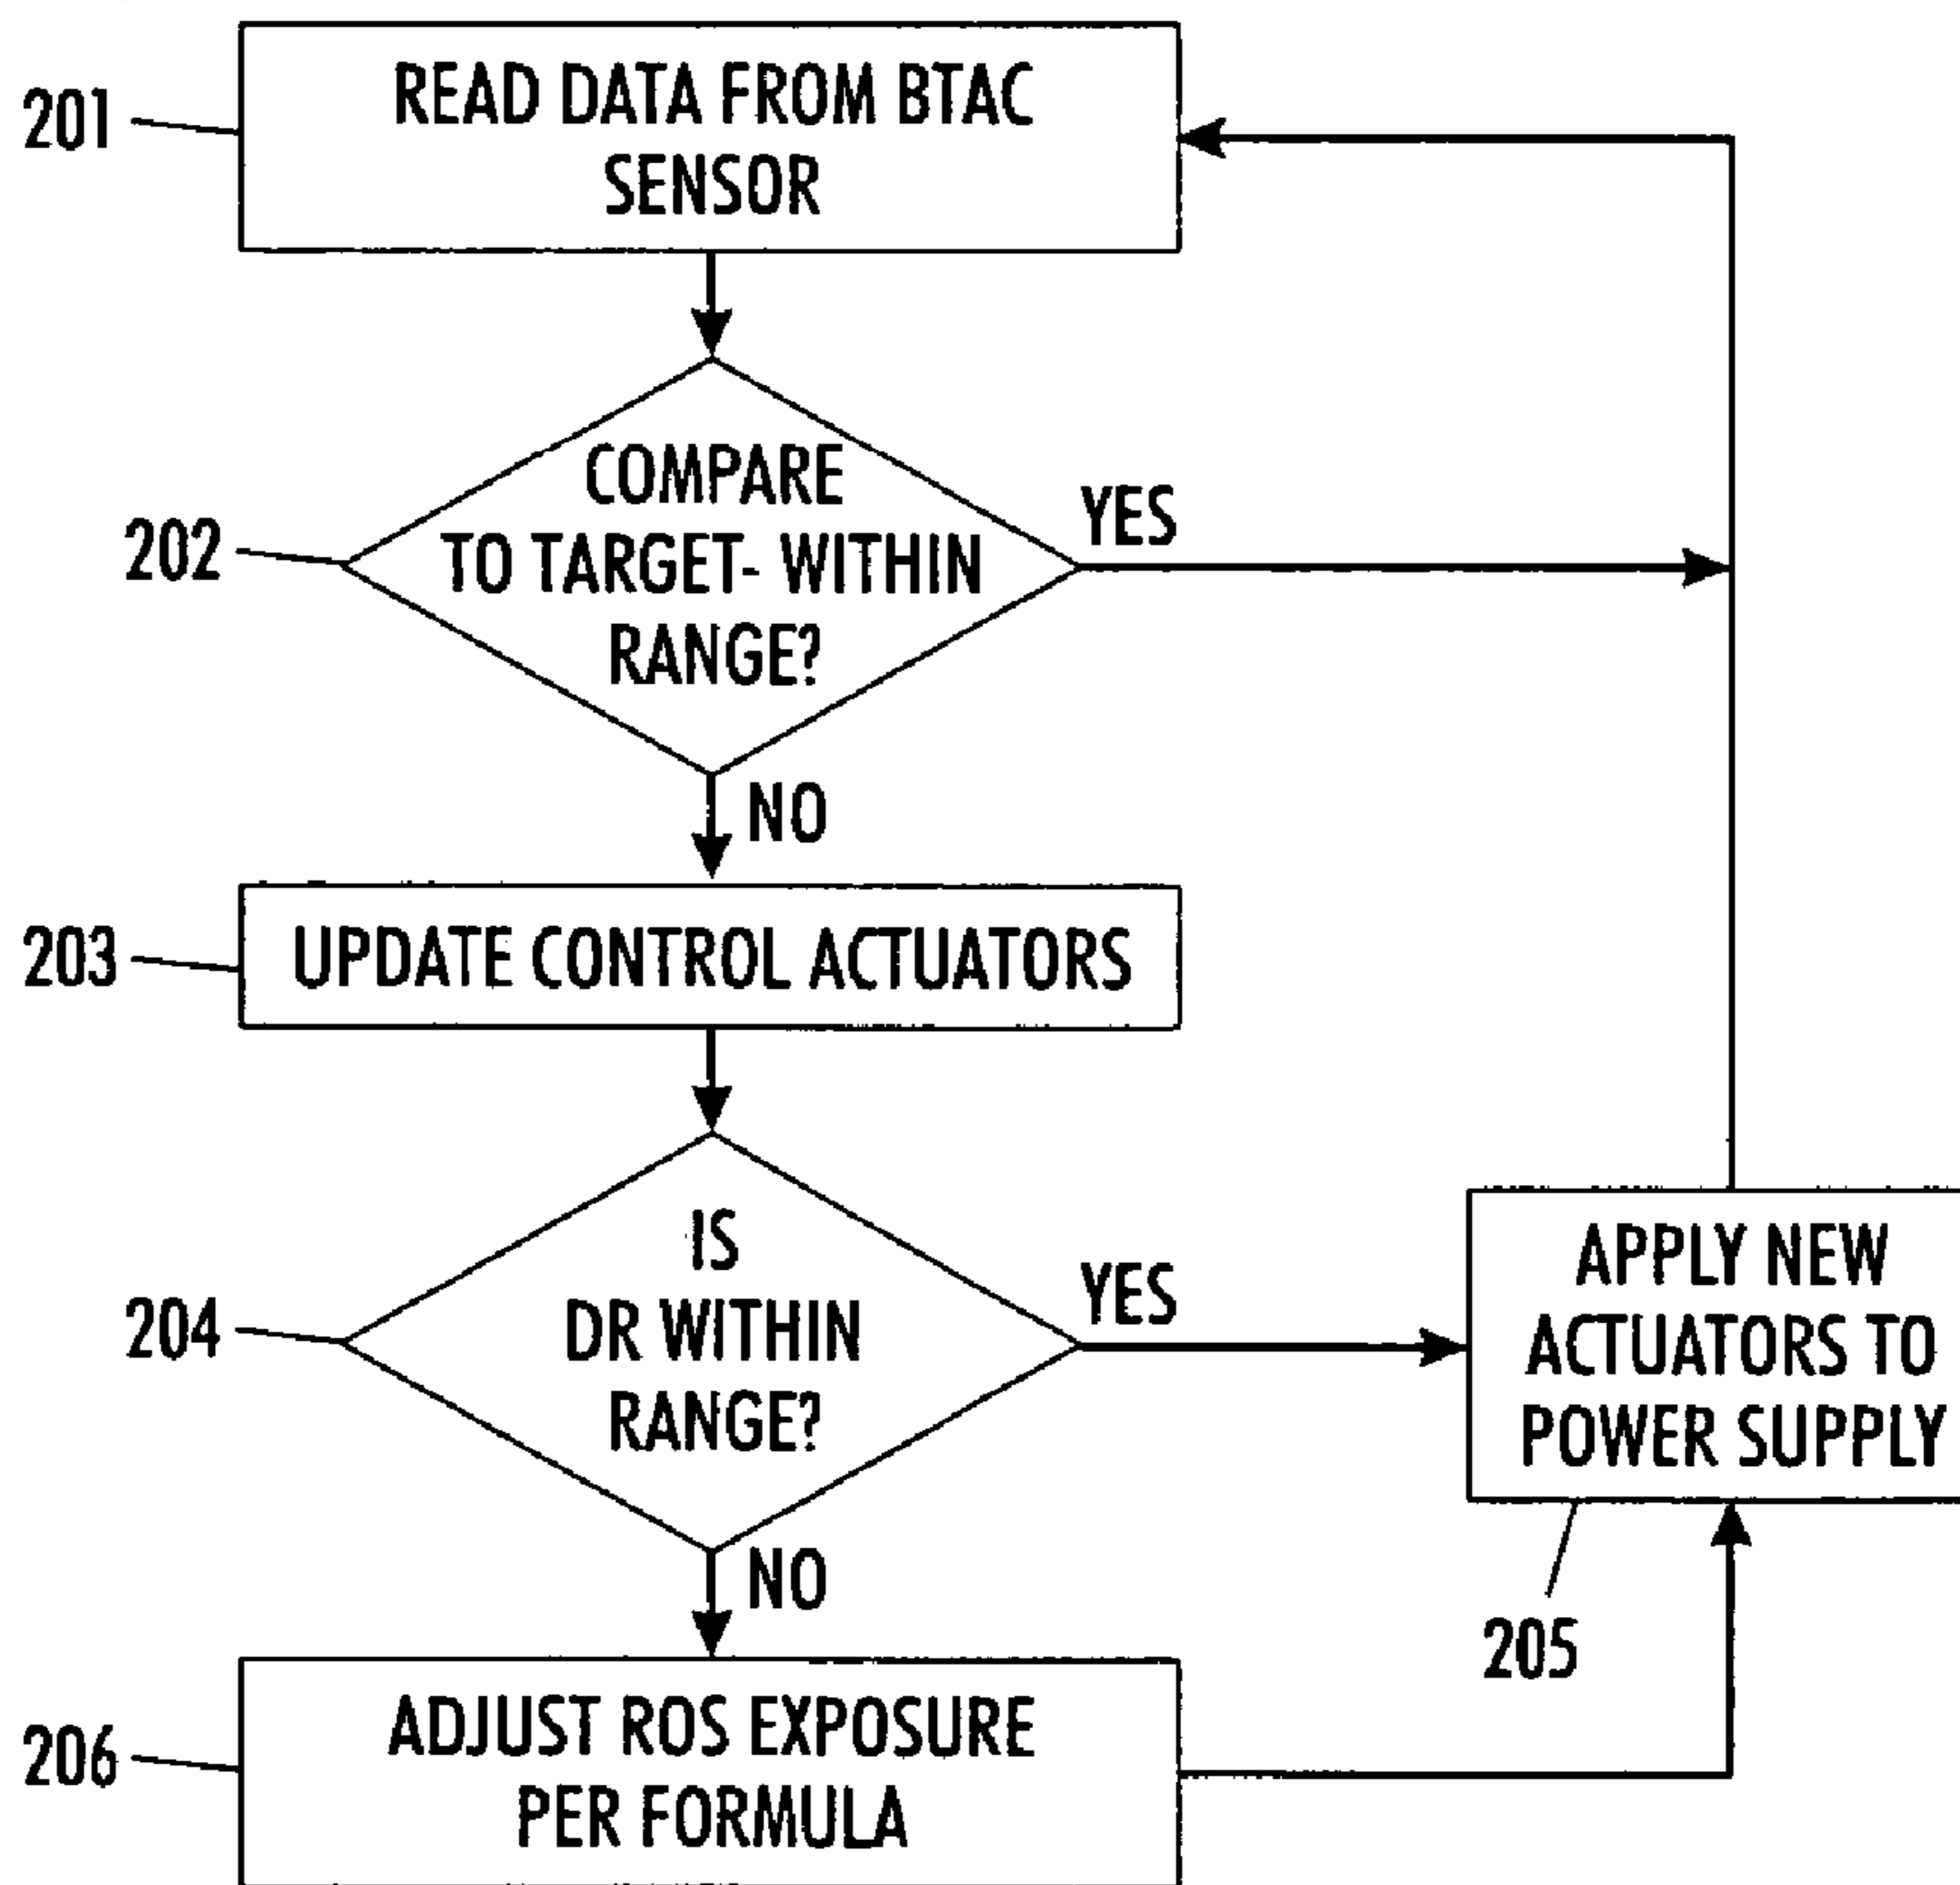 201
READ DATA FROM BTAC
SENSOR
202
COMPARE
TO TARGET- WITHIN
RANGE?
YES
NO
203
UPDATE CONTROL ACTUATORS
204
IS
DR WITHIN
RANGE?
YES
APPLY NEW
ACTUATORS TO
POWER SUPPLY
205
NO
206
ADJUST ROS EXPOSURE
PER FORMULA